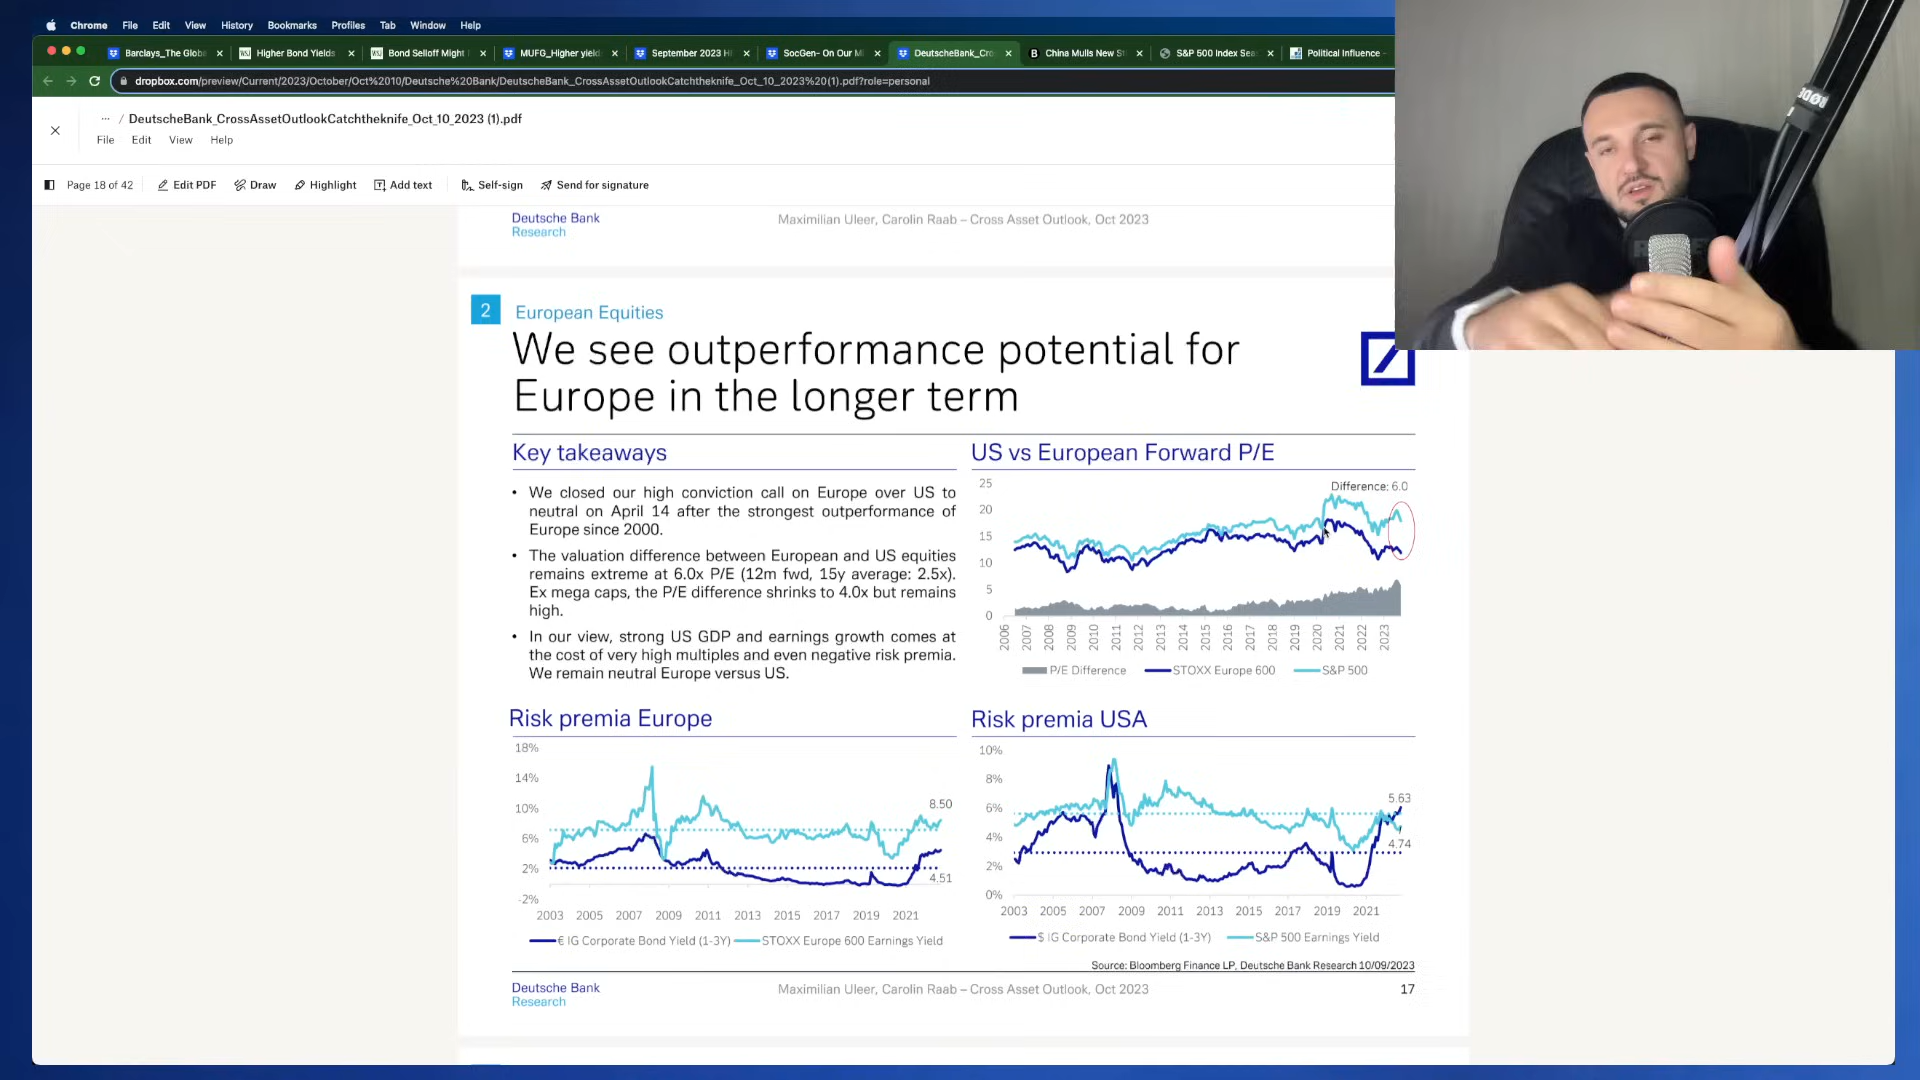 Chrome File Edit View History Bookmarks Profiles Tab Window Help
Barclays_The Globa Higher Bond Yields Bond Selloff Might MUFG_Higher yield September 2023 H SocGen- On Our Mi DeutscheBank_Cro China Mulls New S S&P 500 Index Sea Political Influence -
dropbox.com/preview/Current/2023/October/Oct%2010/Deutsche%20Bank/DeutscheBank_CrossAssetOutlookCatchtheknife_Oct_10_2023%20(1).pdf?role=personal
... / DeutscheBank_CrossAssetOutlookCatchtheknife_Oct_10_2023 (1).pdf
File Edit View Help
Page 18 of 42 Edit PDF Draw Highlight Add text Self-sign Send for signature
Deutsche Bank
Research
Maximilian Uleer, Carolin Raab – Cross Asset Outlook, Oct 2023
2 European Equities
We see outperformance potential for
Europe in the longer term
Key takeaways
• We closed our high conviction call on Europe over US to
neutral on April 14 after the strongest outperformance of
Europe since 2000.
• The valuation difference between European and US equities
remains extreme at 6.0x P/E (12m fwd, 15y average: 2.5x).
Ex mega caps, the P/E difference shrinks to 4.0x but remains
high.
• In our view, strong US GDP and earnings growth comes at
the cost of very high multiples and even negative risk premia.
We remain neutral Europe versus US.
US vs European Forward P/E
Difference: 6.0
25
20
15
10
5
0
2006 2007 2008 2009 2010 2011 2012 2013 2014 2015 2016 2017 2018 2019 2020 2021 2022 2023
P/E Difference STOXX Europe 600 S&P 500
Risk premia Europe
18%
14%
10%
6%
2%
-2%
8.50
4.51
2003 2005 2007 2009 2011 2013 2015 2017 2019 2021
€ IG Corporate Bond Yield (1-3Y) STOXX Europe 600 Earnings Yield
Risk premia USA
10%
8%
6%
4%
2%
0%
5.63
4.74
2003 2005 2007 2009 2011 2013 2015 2017 2019 2021
$ IG Corporate Bond Yield (1-3Y) S&P 500 Earnings Yield
Source: Bloomberg Finance LP, Deutsche Bank Research 10/09/2023
Deutsche Bank
Research
Maximilian Uleer, Carolin Raab – Cross Asset Outlook, Oct 2023
17